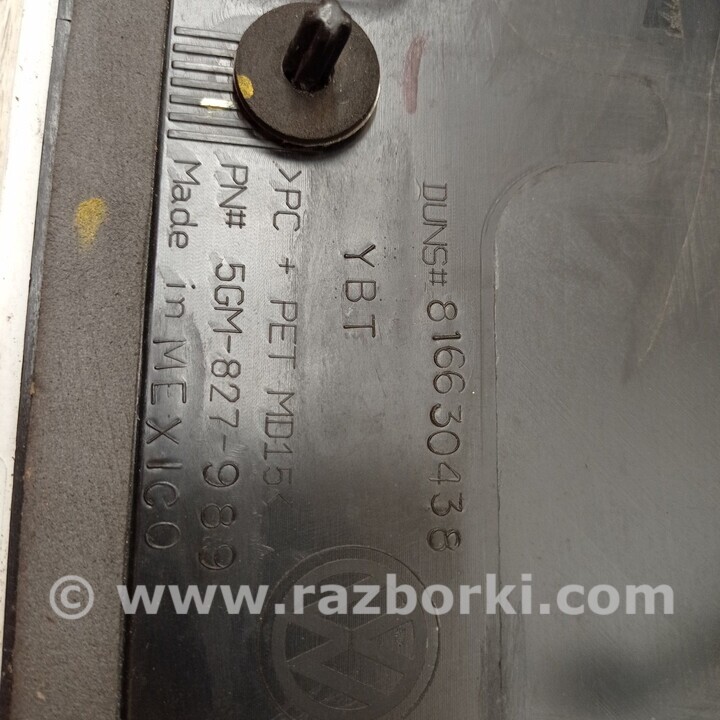 DUNS# 816630438
YBT
>PC + PET MD15<
PN# 5GM-827-989
Made in MEXICO
© www.razborki.com